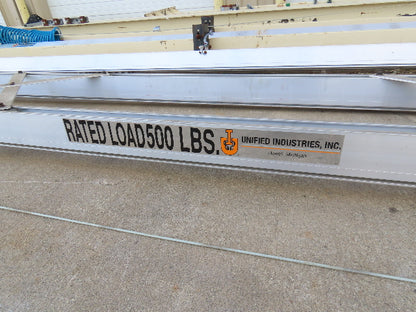 RATED LOAD 500 LBS.
UNIFIED INDUSTRIES, INC.